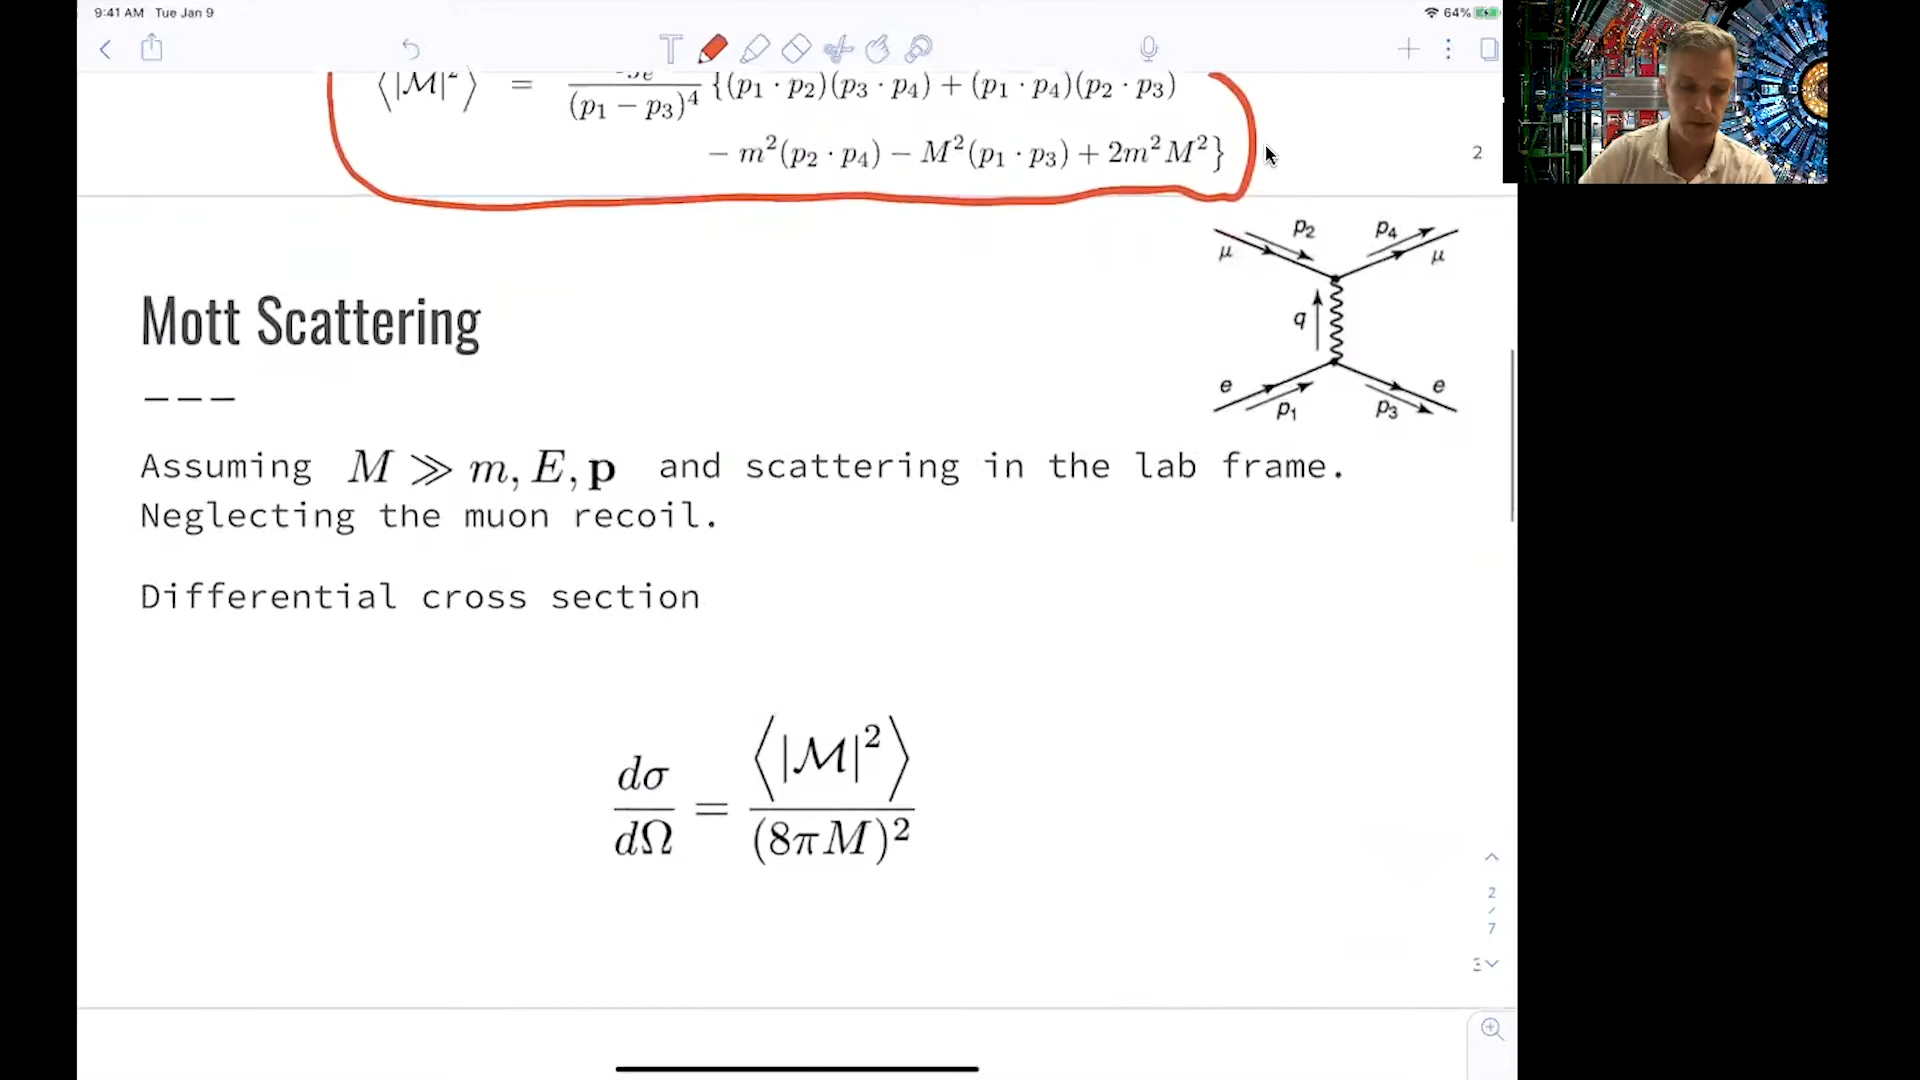 9:41 AM Tue Jan 9
64%
⟨|ℳ|²⟩ = (p₁ − p₃)⁴ {(p₁ · p₂)(p₃ · p₄) + (p₁ · p₄)(p₂ · p₃)
− m²(p₂ · p₄) − M²(p₁ · p₃) + 2m²M²}
2
p₂ p₄
μ μ
q
e e
p₁ p₃
Mott Scattering
---
Assuming M ≫ m, E, 𝐩 and scattering in the lab frame.
Neglecting the muon recoil.
Differential cross section
dσ/dΩ = ⟨|ℳ|²⟩/(8πM)²
2
/
7